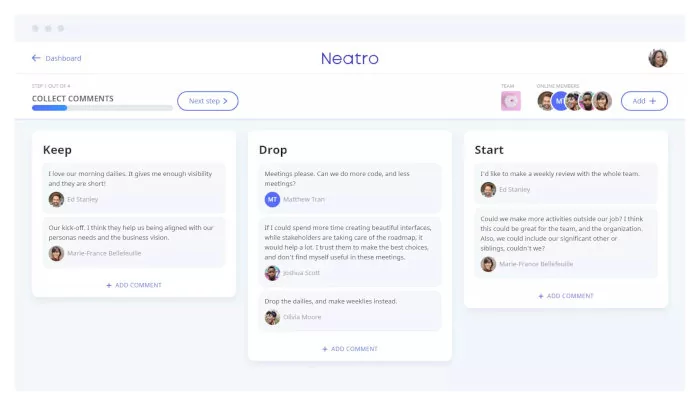 Dashboard
Neatro
STEP 1 OUT OF 4
COLLECT COMMENTS
Next step
TEAM
ONLINE MEMBERS
MT
Add +
Keep
I love our morning dailies. It gives me enough visibility
and they are short!
Ed Stanley
Our kick-off. I think they help us being aligned with our
personas needs and the business vision.
Marie-France Bellefeuille
+ ADD COMMENT
Drop
Meetings please. Can we do more code, and less
meetings?
MT Matthew Tran
If I could spend more time creating beautiful interfaces,
while stakeholders are taking care of the roadmap, it
would help a lot. I trust them to make the best choices,
and don't find myself useful in these meetings.
Joshua Scott
Drop the dailies, and make weeklies instead.
Olivia Moore
+ ADD COMMENT
Start
I'd like to make a weekly review with the whole team.
Ed Stanley
Could we make more activities outside our job? I think
this could be great for the team, and the organization.
Also, we could include our significant other or
siblings, couldn't we?
Marie-France Bellefeuille
+ ADD COMMENT